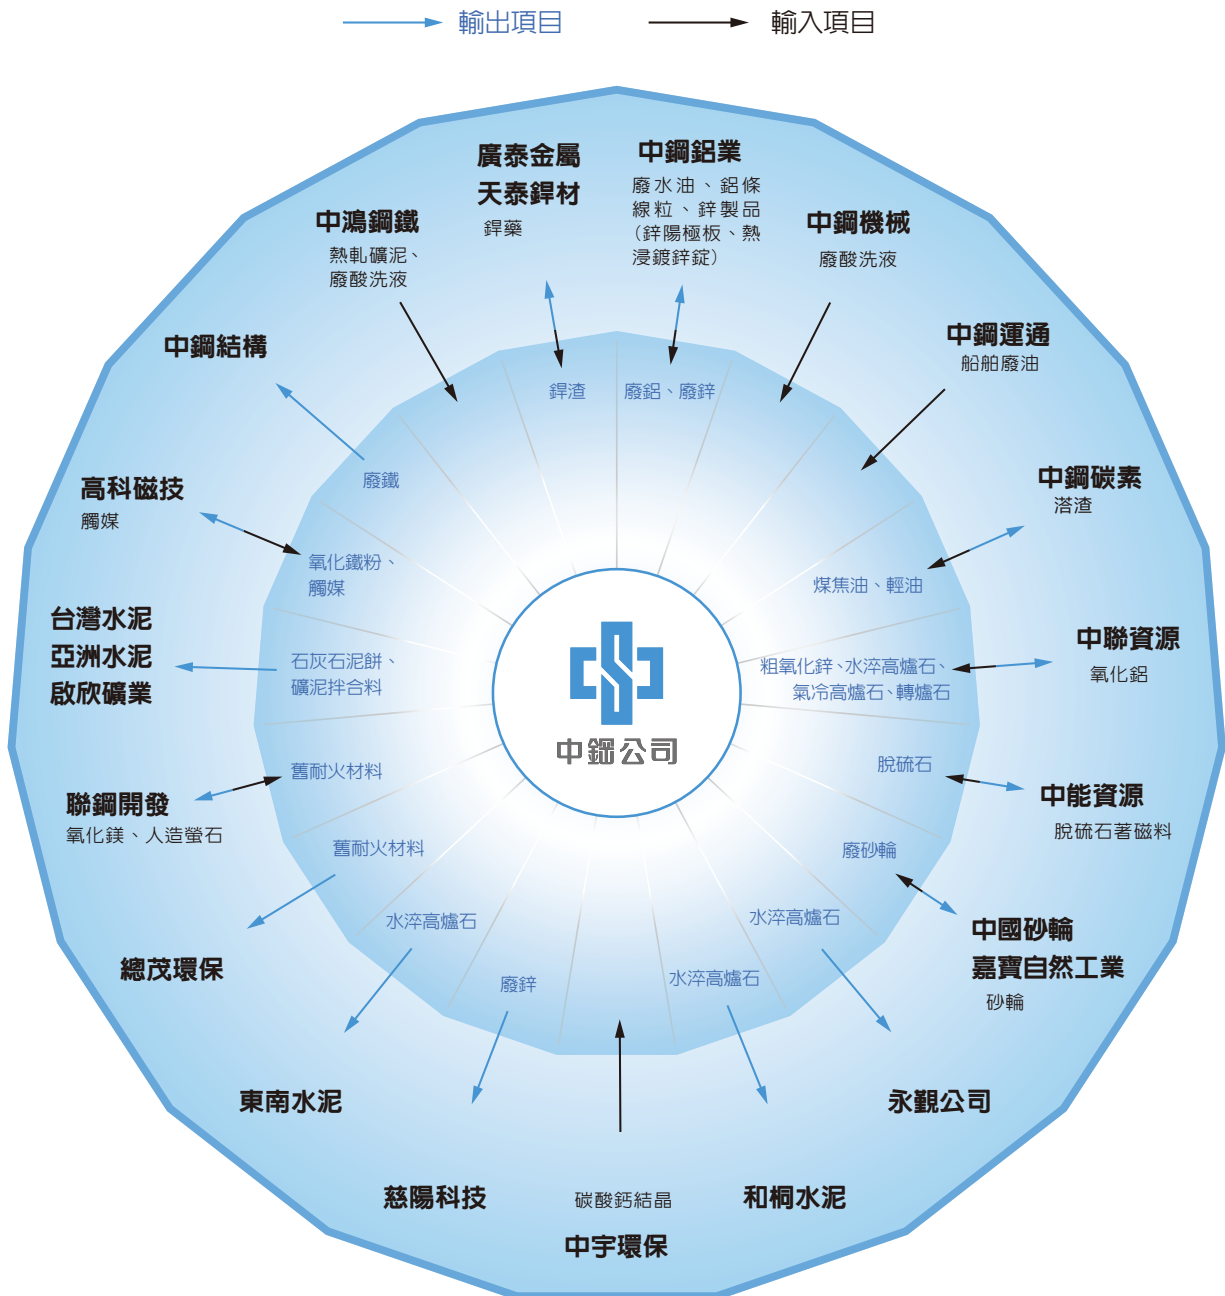 輸出項目
輸入項目
廣泰金屬
天泰銲材
銲藥
中鋼鋁業
廢水油、鋁條
線粒、鋅製品
（鋅陽極板、熱
浸鍍鋅錠）
中鴻鋼鐵
熱軋礦泥、
廢酸洗液
中鋼機械
廢酸洗液
中鋼結構
中鋼運通
船舶廢油
銲渣
廢鋁、廢鋅
廢鐵
高科磁技
觸媒
中鋼碳素
溚渣
氧化鐵粉、
觸媒
煤焦油、輕油
台灣水泥
亞洲水泥
啟欣礦業
石灰石泥餅、
礦泥拌合料
粗氧化鋅、水淬高爐石、
氣冷高爐石、轉爐石
中聯資源
氧化鋁
中鋼公司
聯鋼開發
氧化鎂、人造螢石
舊耐火材料
脫硫石
中能資源
脫硫石著磁料
舊耐火材料
廢砂輪
總茂環保
水淬高爐石
水淬高爐石
中國砂輪
嘉寶自然工業
砂輪
廢鋅
水淬高爐石
東南水泥
永觀公司
慈陽科技
碳酸鈣結晶
中宇環保
和桐水泥